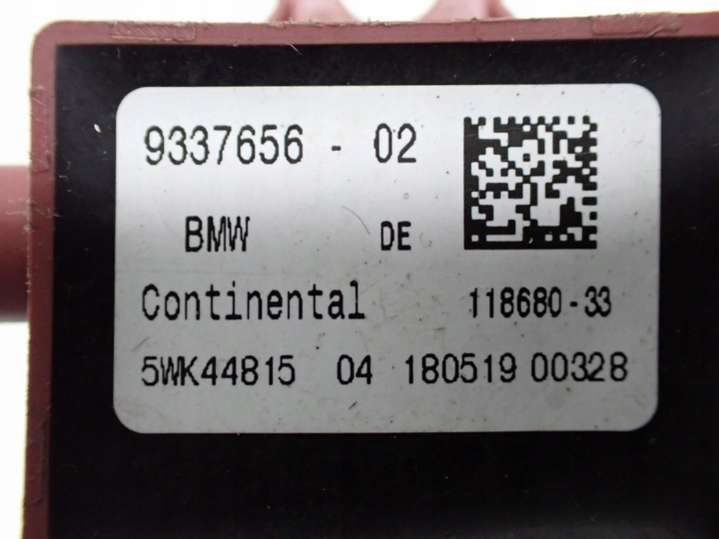 9337656 - 02
BMW DE
Continental 118680-33
5WK44815 04 180519 00328